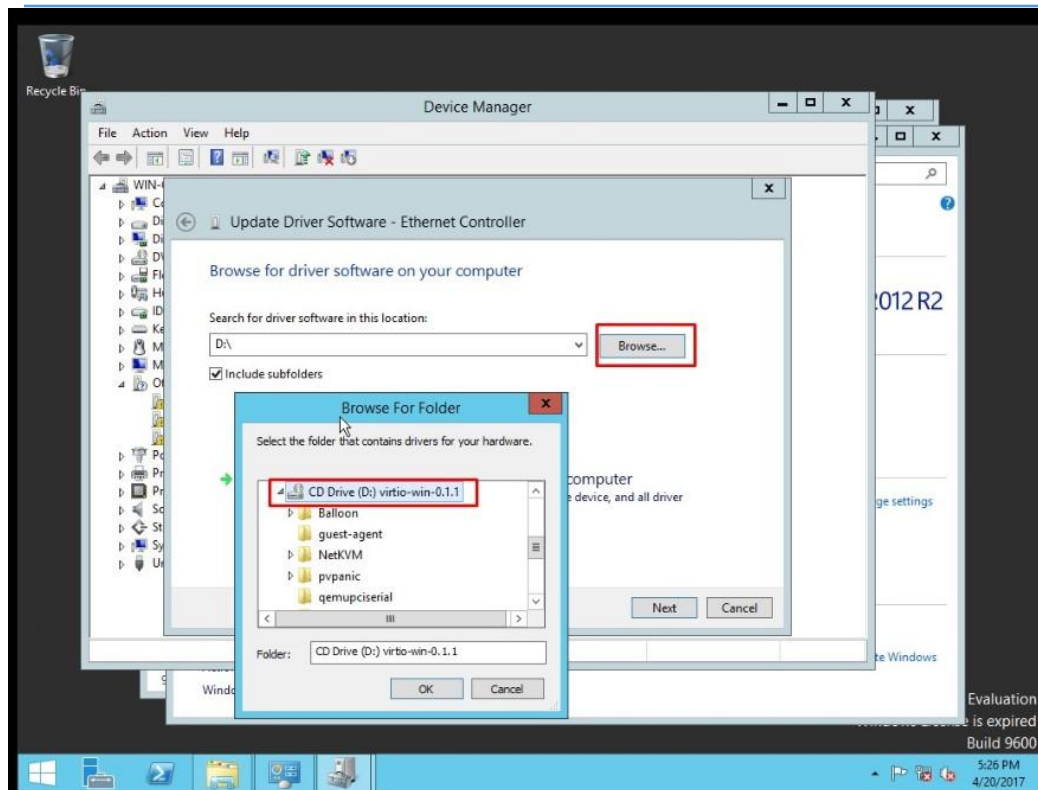 Recycle Bin
Device Manager
File Action View Help
WIN-
Update Driver Software - Ethernet Controller
Browse for driver software on your computer
2012 R2
Search for driver software in this location:
D:\
Browse...
Include subfolders
Browse For Folder
Select the folder that contains drivers for your hardware.
CD Drive (D:) virtio-win-0.1.1
computer
device, and all driver
Balloon
ge settings
guest-agent
NetKVM
pvpanic
qemupciserial
Next Cancel
Folder: CD Drive (D:) virtio-win-0.1.1
te Windows
OK Cancel
Evaluation
is expired
Build 9600
5:26 PM
4/20/2017